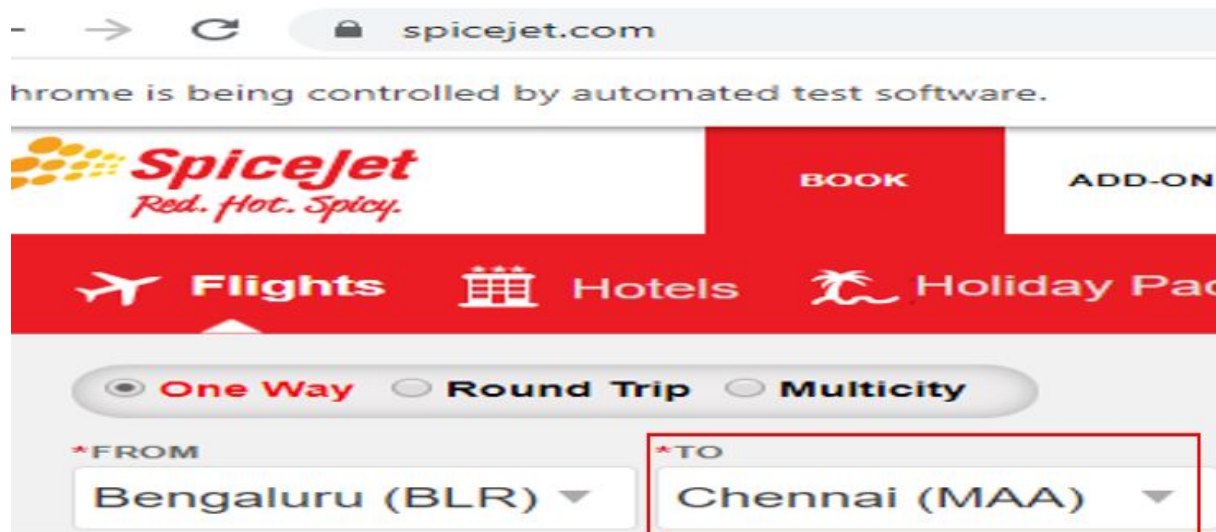 spicejet.com
hrome is being controlled by automated test software.
SpiceJet
Red. Hot. Spicy.
BOOK ADD-ON
Flights Hotels Holiday Pac
One Way Round Trip Multicity
*FROM *TO
Bengaluru (BLR) Chennai (MAA)